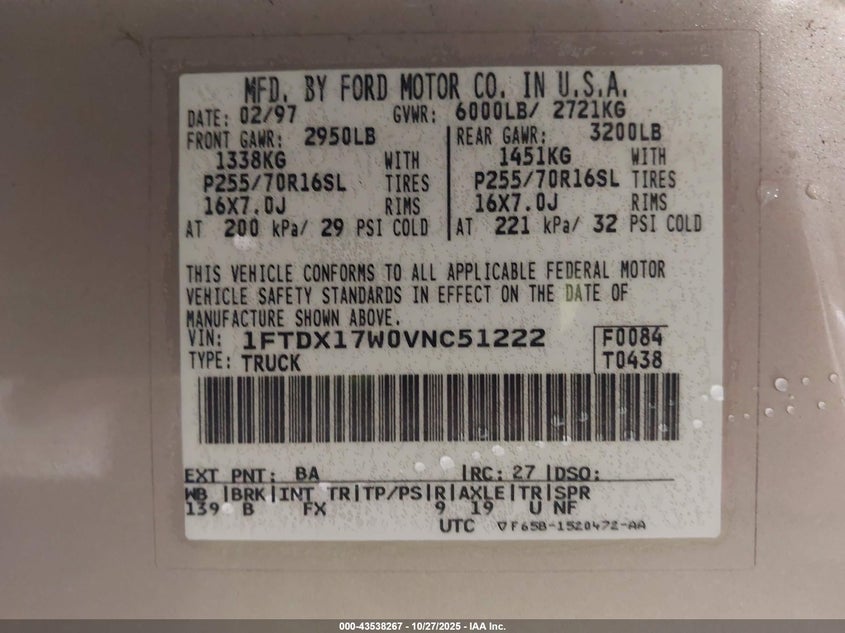 MFD. BY FORD MOTOR CO. IN U.S.A.
DATE: 02/97 GVWR: 6000LB/ 2721KG
FRONT GAWR: 2950LB REAR GAWR: 3200LB
1338KG WITH 1451KG WITH
P255/70R16SL TIRES P255/70R16SL TIRES
16X7.0J RIMS 16X7.0J RIMS
AT 200 kPa/ 29 PSI COLD AT 221 kPa/ 32 PSI COLD
THIS VEHICLE CONFORMS TO ALL APPLICABLE FEDERAL MOTOR
VEHICLE SAFETY STANDARDS IN EFFECT ON THE DATE OF
MANUFACTURE SHOWN ABOVE.
VIN: 1FTDX17W0VNC51222 F0084
TYPE: TRUCK T0438
EXT PNT: BA |RC: 27 |DSO:
WB |BRK|INT TR|TP/PS|R|AXLE|TR|SPR
139 B FX 9 19 U NF
UTC ▽F65B-1520472-AA
000-43538267 - 10/27/2025 - IAA Inc.